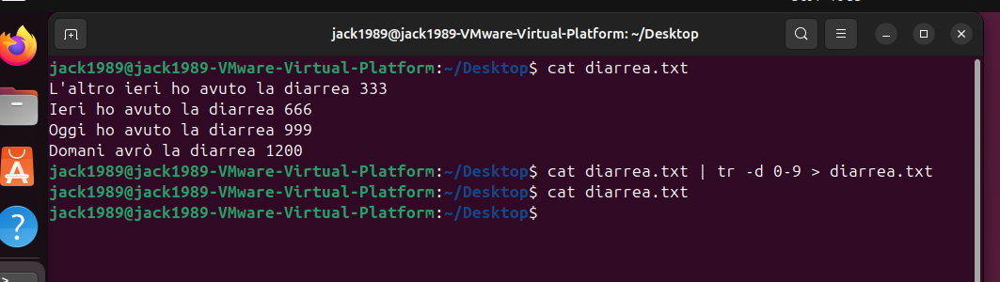 jack1989@jack1989-VMware-Virtual-Platform: ~/Desktop
jack1989@jack1989-VMware-Virtual-Platform:~/Desktop$ cat diarrea.txt
L'altro ieri ho avuto la diarrea 333
Ieri ho avuto la diarrea 666
Oggi ho avuto la diarrea 999
Domani avrò la diarrea 1200
jack1989@jack1989-VMware-Virtual-Platform:~/Desktop$ cat diarrea.txt | tr -d 0-9 > diarrea.txt
jack1989@jack1989-VMware-Virtual-Platform:~/Desktop$ cat diarrea.txt
jack1989@jack1989-VMware-Virtual-Platform:~/Desktop$